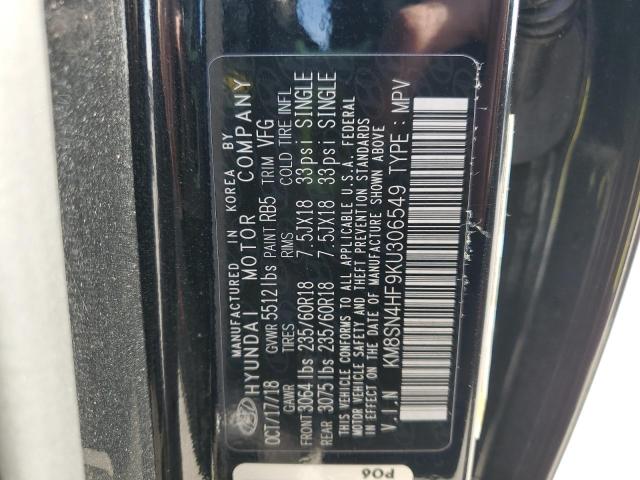 MANUFACTURED IN KOREA BY
HYUNDAI MOTOR COMPANY
OCT/17/18 GVWR 5512 lbs PAINT RB5 TRIM VFG
GAWR TIRES RIMS COLD TIRE INFL
FRONT 3064 lbs 235/60R18 7.5JX18 33psi SINGLE
REAR 3075 lbs 235/60R18 7.5JX18 33psi SINGLE
THIS VEHICLE CONFORMS TO ALL APPLICABLE U.S.A. FEDERAL
MOTOR VEHICLE SAFETY AND THEFT PREVENTION STANDARDS
IN EFFECT ON THE DATE OF MANUFACTURE SHOWN ABOVE
V.I.N KM8SN4HF9KU306549 TYPE : MPV
P06